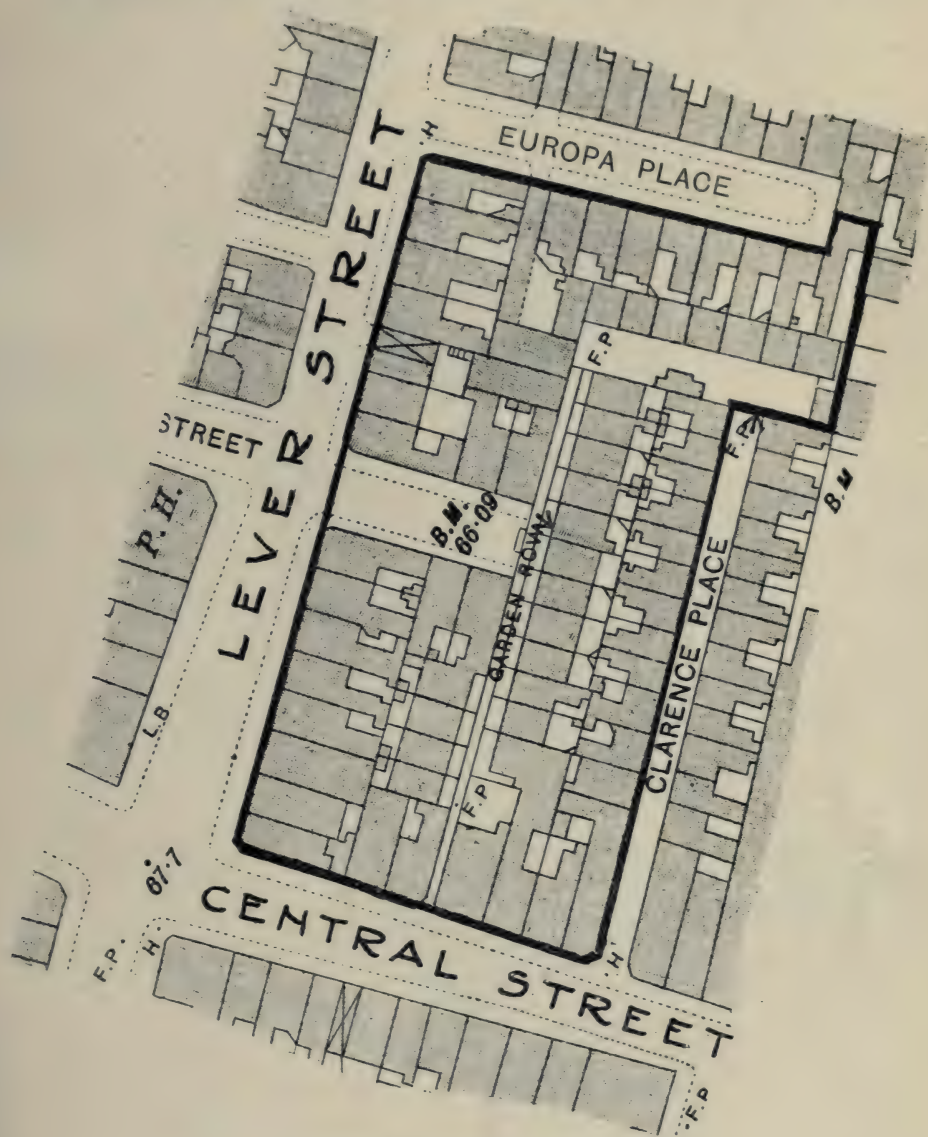 H
EUROPA PLACE
LEVER STREET
F.P.
STREET
F.P.
B.M.
P.H.
B.M.
66·09
GARDEN ROW
CLARENCE PLACE
L.B
F.P
67·7
CENTRAL STREET
H
F.P.
H
F.P